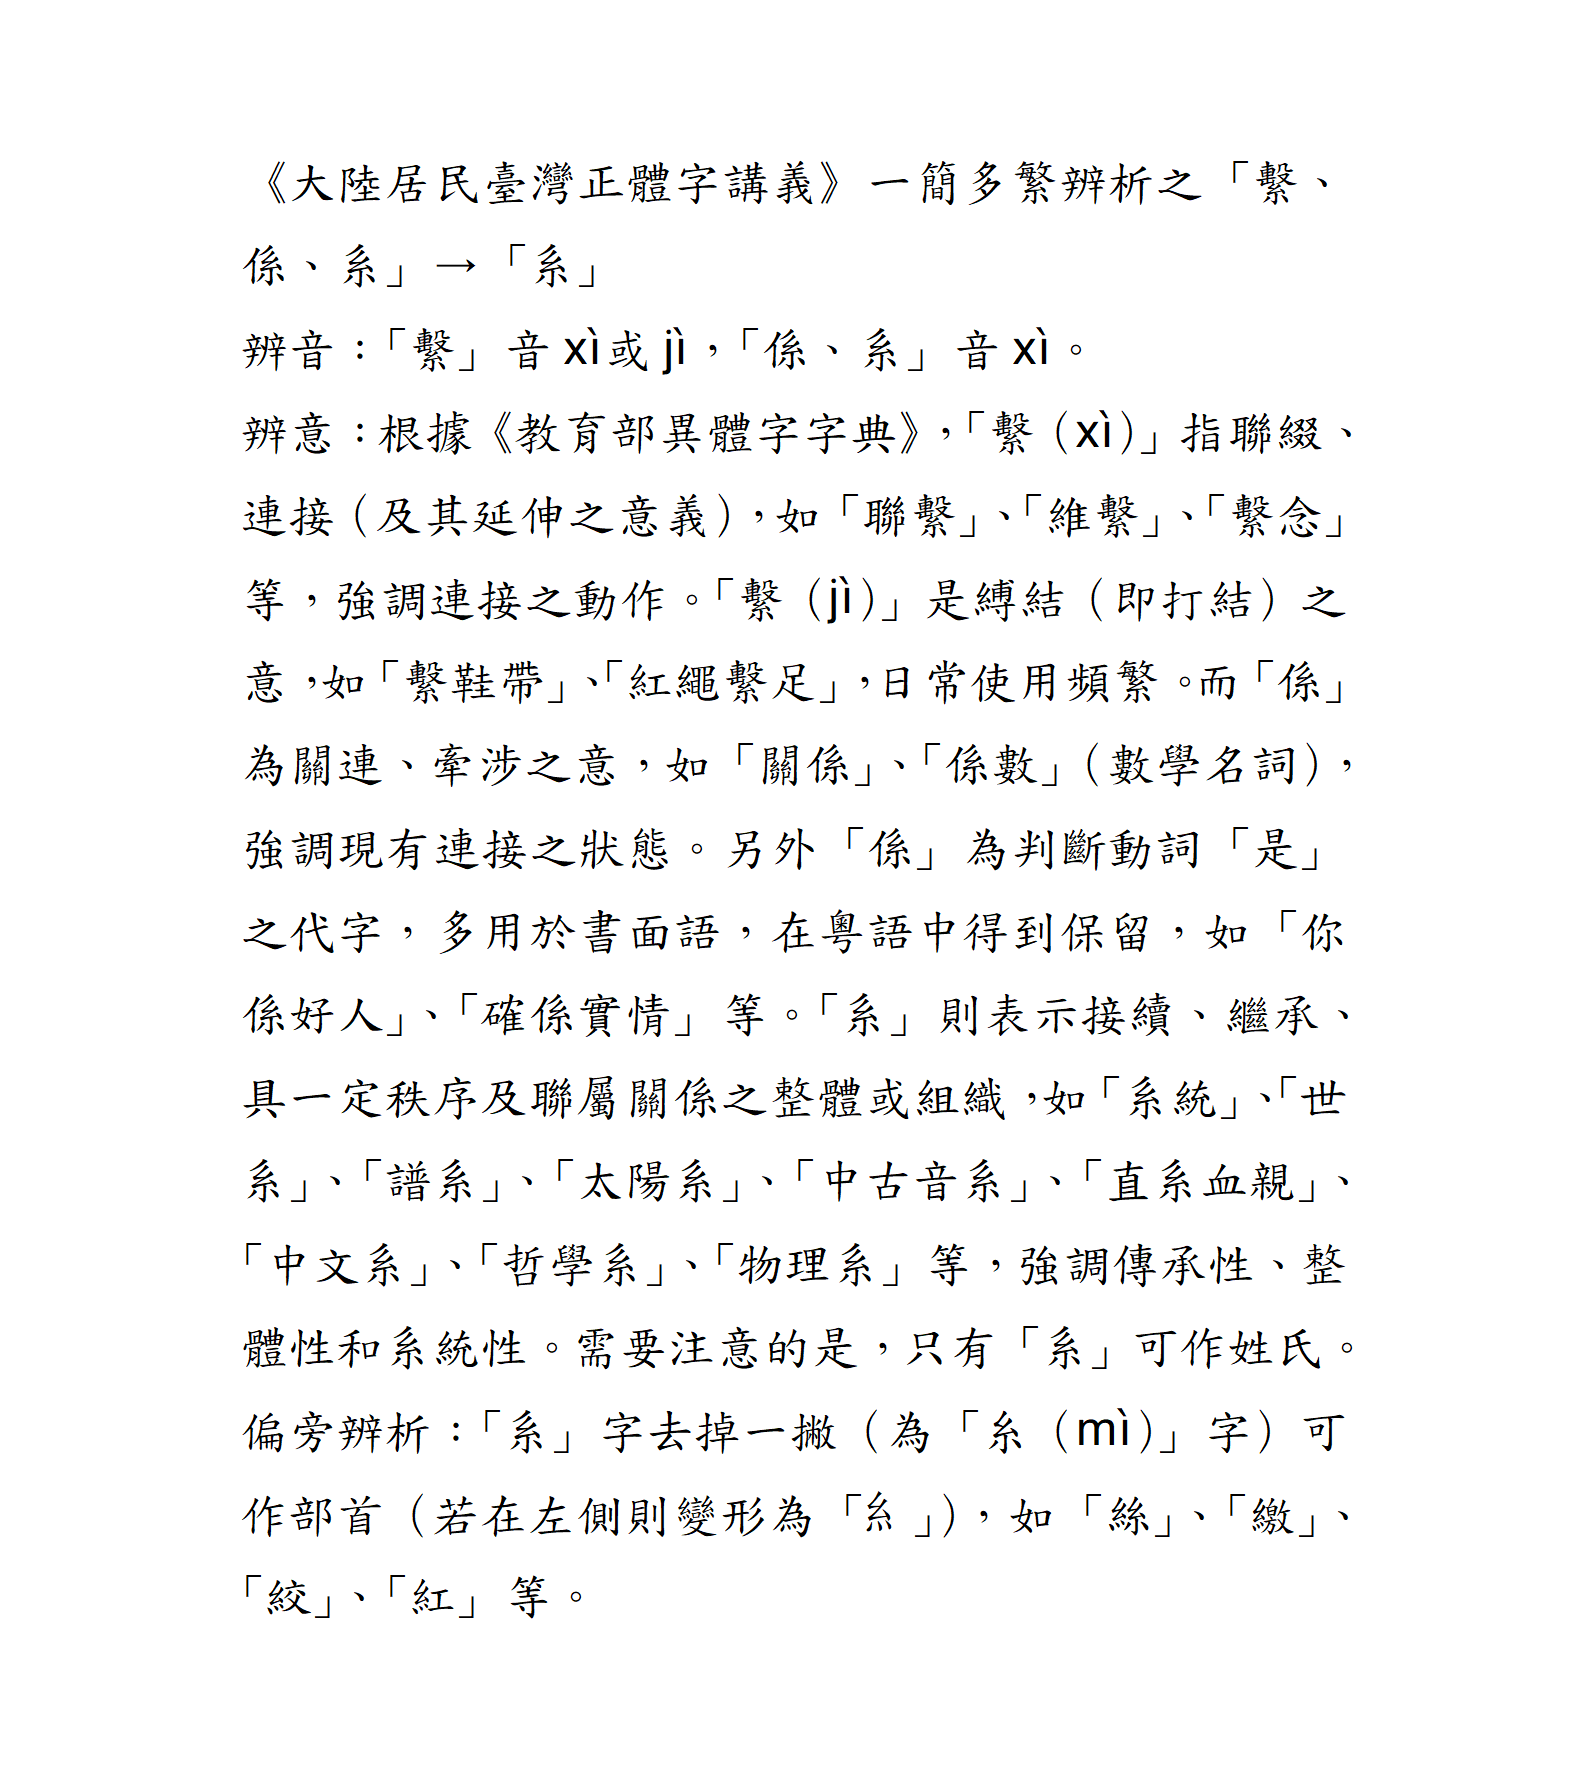 《大陸居民臺灣正體字講義》一簡多繁辨析之「繫、
係、系」→「系」
辨音：「繫」音 xì或 jì，「係、系」音 xì。
辨意：根據《教育部異體字字典》，「繫（xì）」指聯綴、
連接（及其延伸之意義），如「聯繫」、「維繫」、「繫念」
等，強調連接之動作。「繫（jì）」是縛結（即打結）之
意，如「繫鞋帶」、「紅繩繫足」，日常使用頻繁。而「係」
為關連、牽涉之意，如「關係」、「係數」（數學名詞），
強調現有連接之狀態。另外「係」為判斷動詞「是」
之代字，多用於書面語，在粵語中得到保留，如「你
係好人」、「確係實情」等。「系」則表示接續、繼承、
具一定秩序及聯屬關係之整體或組織，如「系統」、「世
系」、「譜系」、「太陽系」、「中古音系」、「直系血親」、
「中文系」、「哲學系」、「物理系」等，強調傳承性、整
體性和系統性。需要注意的是，只有「系」可作姓氏。
偏旁辨析：「系」字去掉一撇（為「糸（mì）」字）可
作部首（若在左側則變形為「糹」），如「絲」、「繳」、
「絞」、「紅」等。